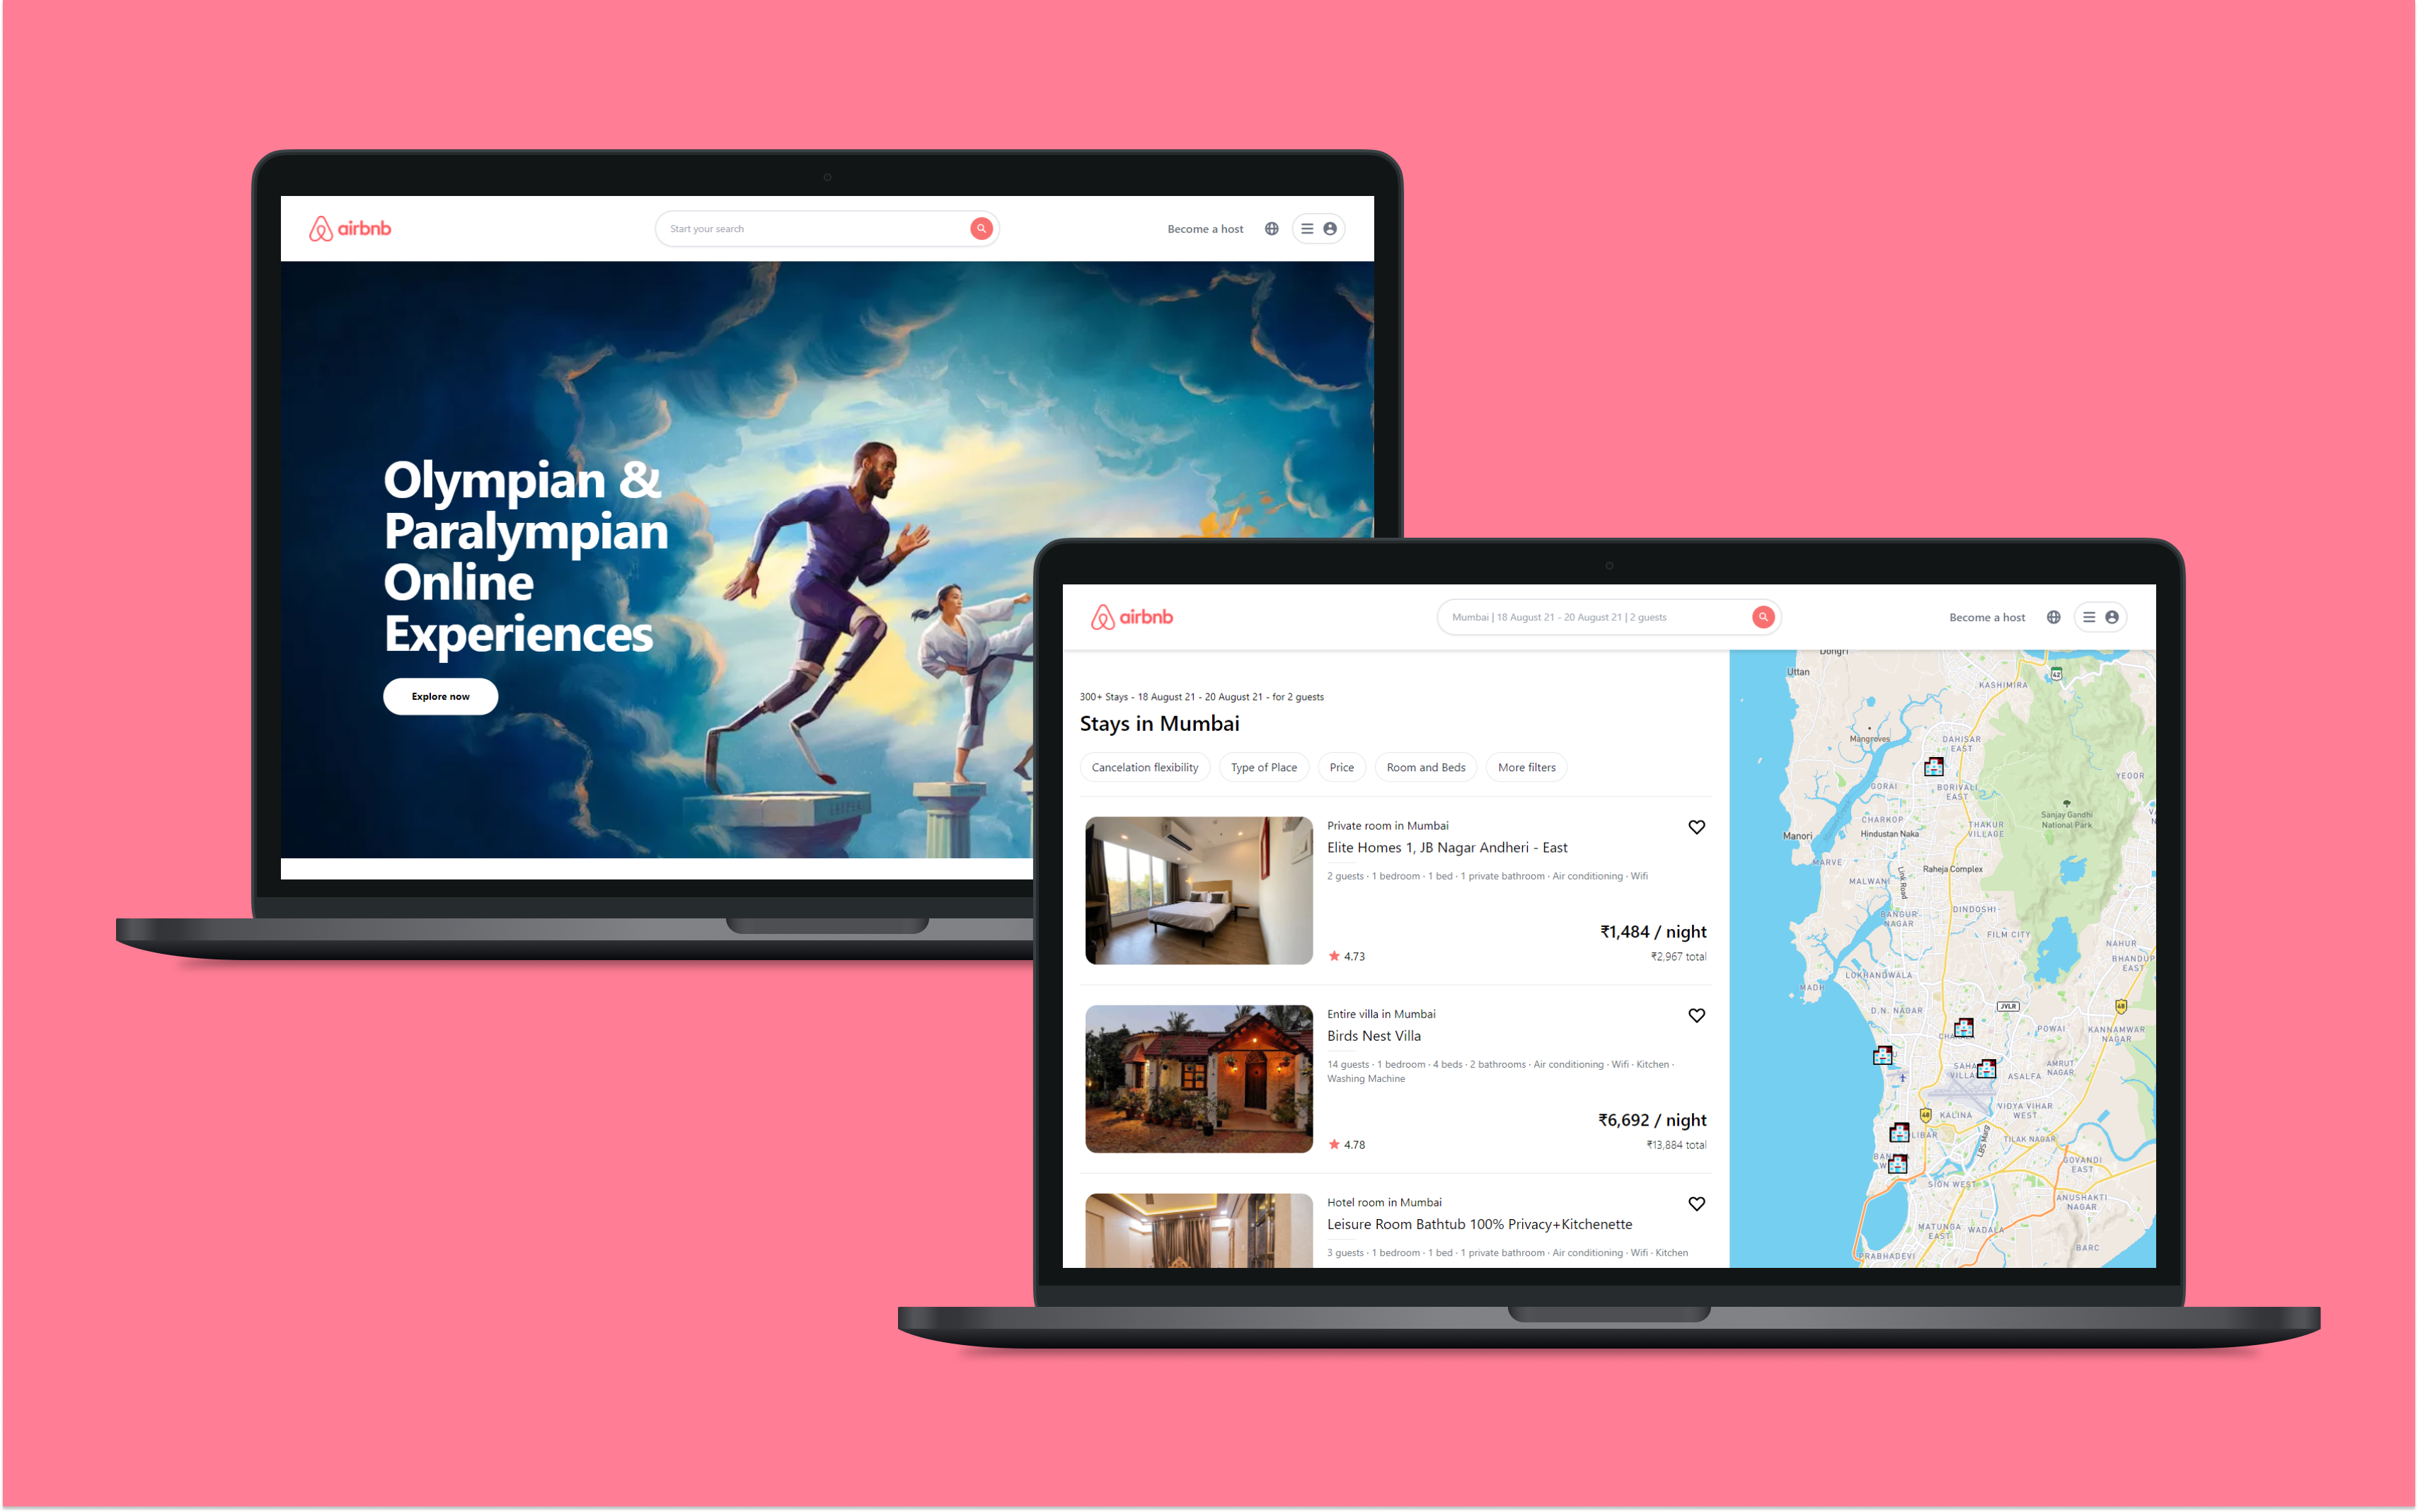 airbnb
Start your search
Become a host
Olympian &
Paralympian
Online
Experiences
Explore now
airbnb
Mumbai | 18 August 21 - 20 August 21 | 2 guests
Become a host
300+ Stays - 18 August 21 - 20 August 21 - for 2 guests
Stays in Mumbai
Cancelation flexibility
Type of Place
Price
Room and Beds
More filters
Private room in Mumbai
Elite Homes 1, JB Nagar Andheri - East
2 guests · 1 bedroom · 1 bed · 1 private bathroom · Air conditioning · Wifi
₹1,484 / night
4.73
₹2,967 total
Entire villa in Mumbai
Birds Nest Villa
14 guests · 1 bedroom · 4 beds · 2 bathrooms · Air conditioning · Wifi · Kitchen ·
Washing Machine
₹6,692 / night
4.78
₹13,884 total
Hotel room in Mumbai
Leisure Room Bathtub 100% Privacy+Kitchenette
3 guests · 1 bedroom · 1 bed · 1 private bathroom · Air conditioning · Wifi · Kitchen
Dongri
Uttan
KASHIMIRA
42
Mangroves
DAHISAR
EAST
YEOOR
GORAI
BORIVALI
EAST
Sanjay Gandhi
National Park
CHARKOP
Manori
Hindustan Naka
THAKUR
VILLAGE
MARVE
Raheja Complex
MALWANI
Link Road
DINDOSHI
BANGUR
NAGAR
FILM CITY
NAHUR
BHANDUP
EAST
LOKHANDWALA
MADH
JVLR
48
D.N. NAGAR
POWAI
KANNAMWAR
NAGAR
AMRUT
NAGAR
ASALFA
VIDYA VIHAR
WEST
48
KALINA
LBS Marg
TILAK NAGAR
GOVANDI
EAST
SION WEST
ANUSHAKTI
NAGAR
MATUNGA
EAST
WADALA
BARC
PRABHADEVI